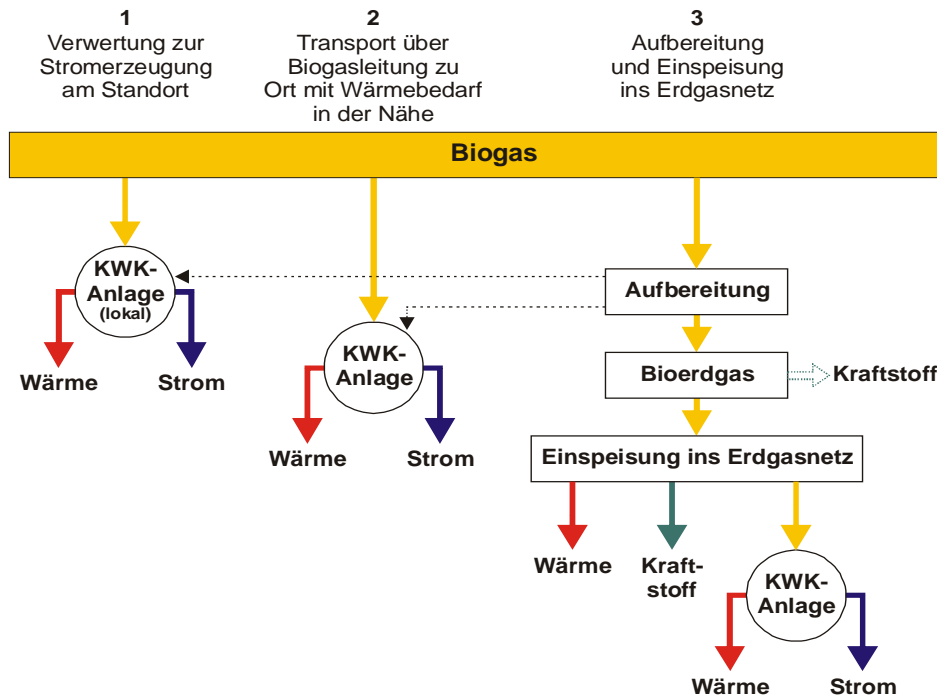 1
Verwertung zur
Stromerzeugung
am Standort
2
Transport über
Biogasleitung zu
Ort mit Wärmebedarf
in der Nähe
3
Aufbereitung
und Einspeisung
ins Erdgasnetz
Biogas
KWK-
Anlage
(lokal)
Wärme
Strom
KWK-
Anlage
Wärme
Strom
Aufbereitung
Bioerdgas
Kraftstoff
Einspeisung ins Erdgasnetz
Wärme
Kraft-
stoff
KWK-
Anlage
Wärme
Strom